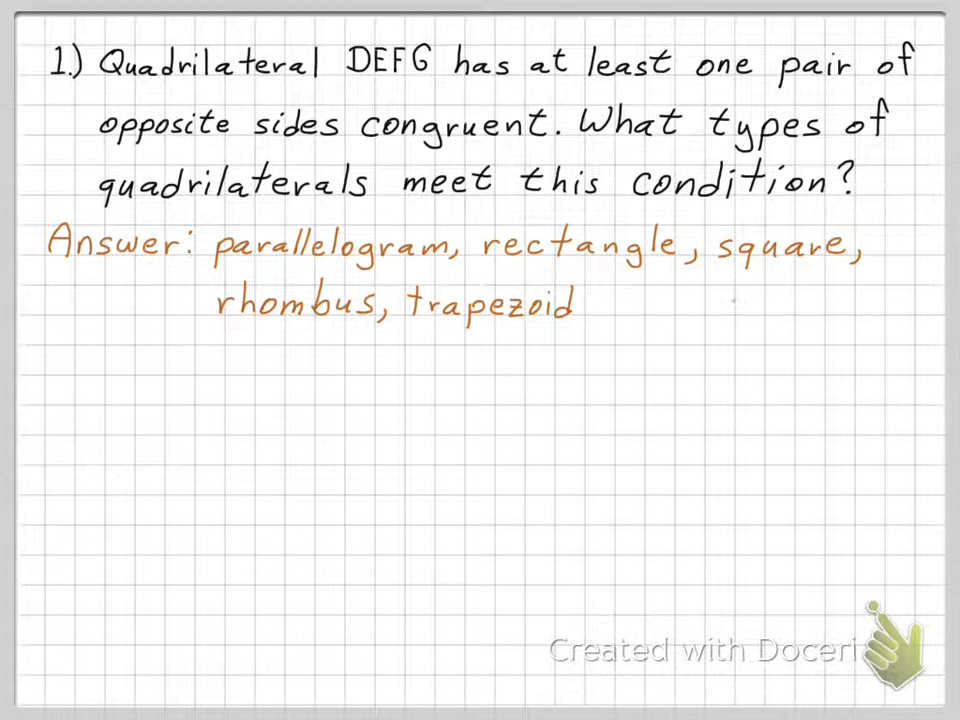 1.) Quadrilateral DEFG has at least one pair of
opposite sides congruent. What types of
quadrilaterals meet this condition?
Answer: parallelogram, rectangle, square,
rhombus, trapezoid
Created with Doceri